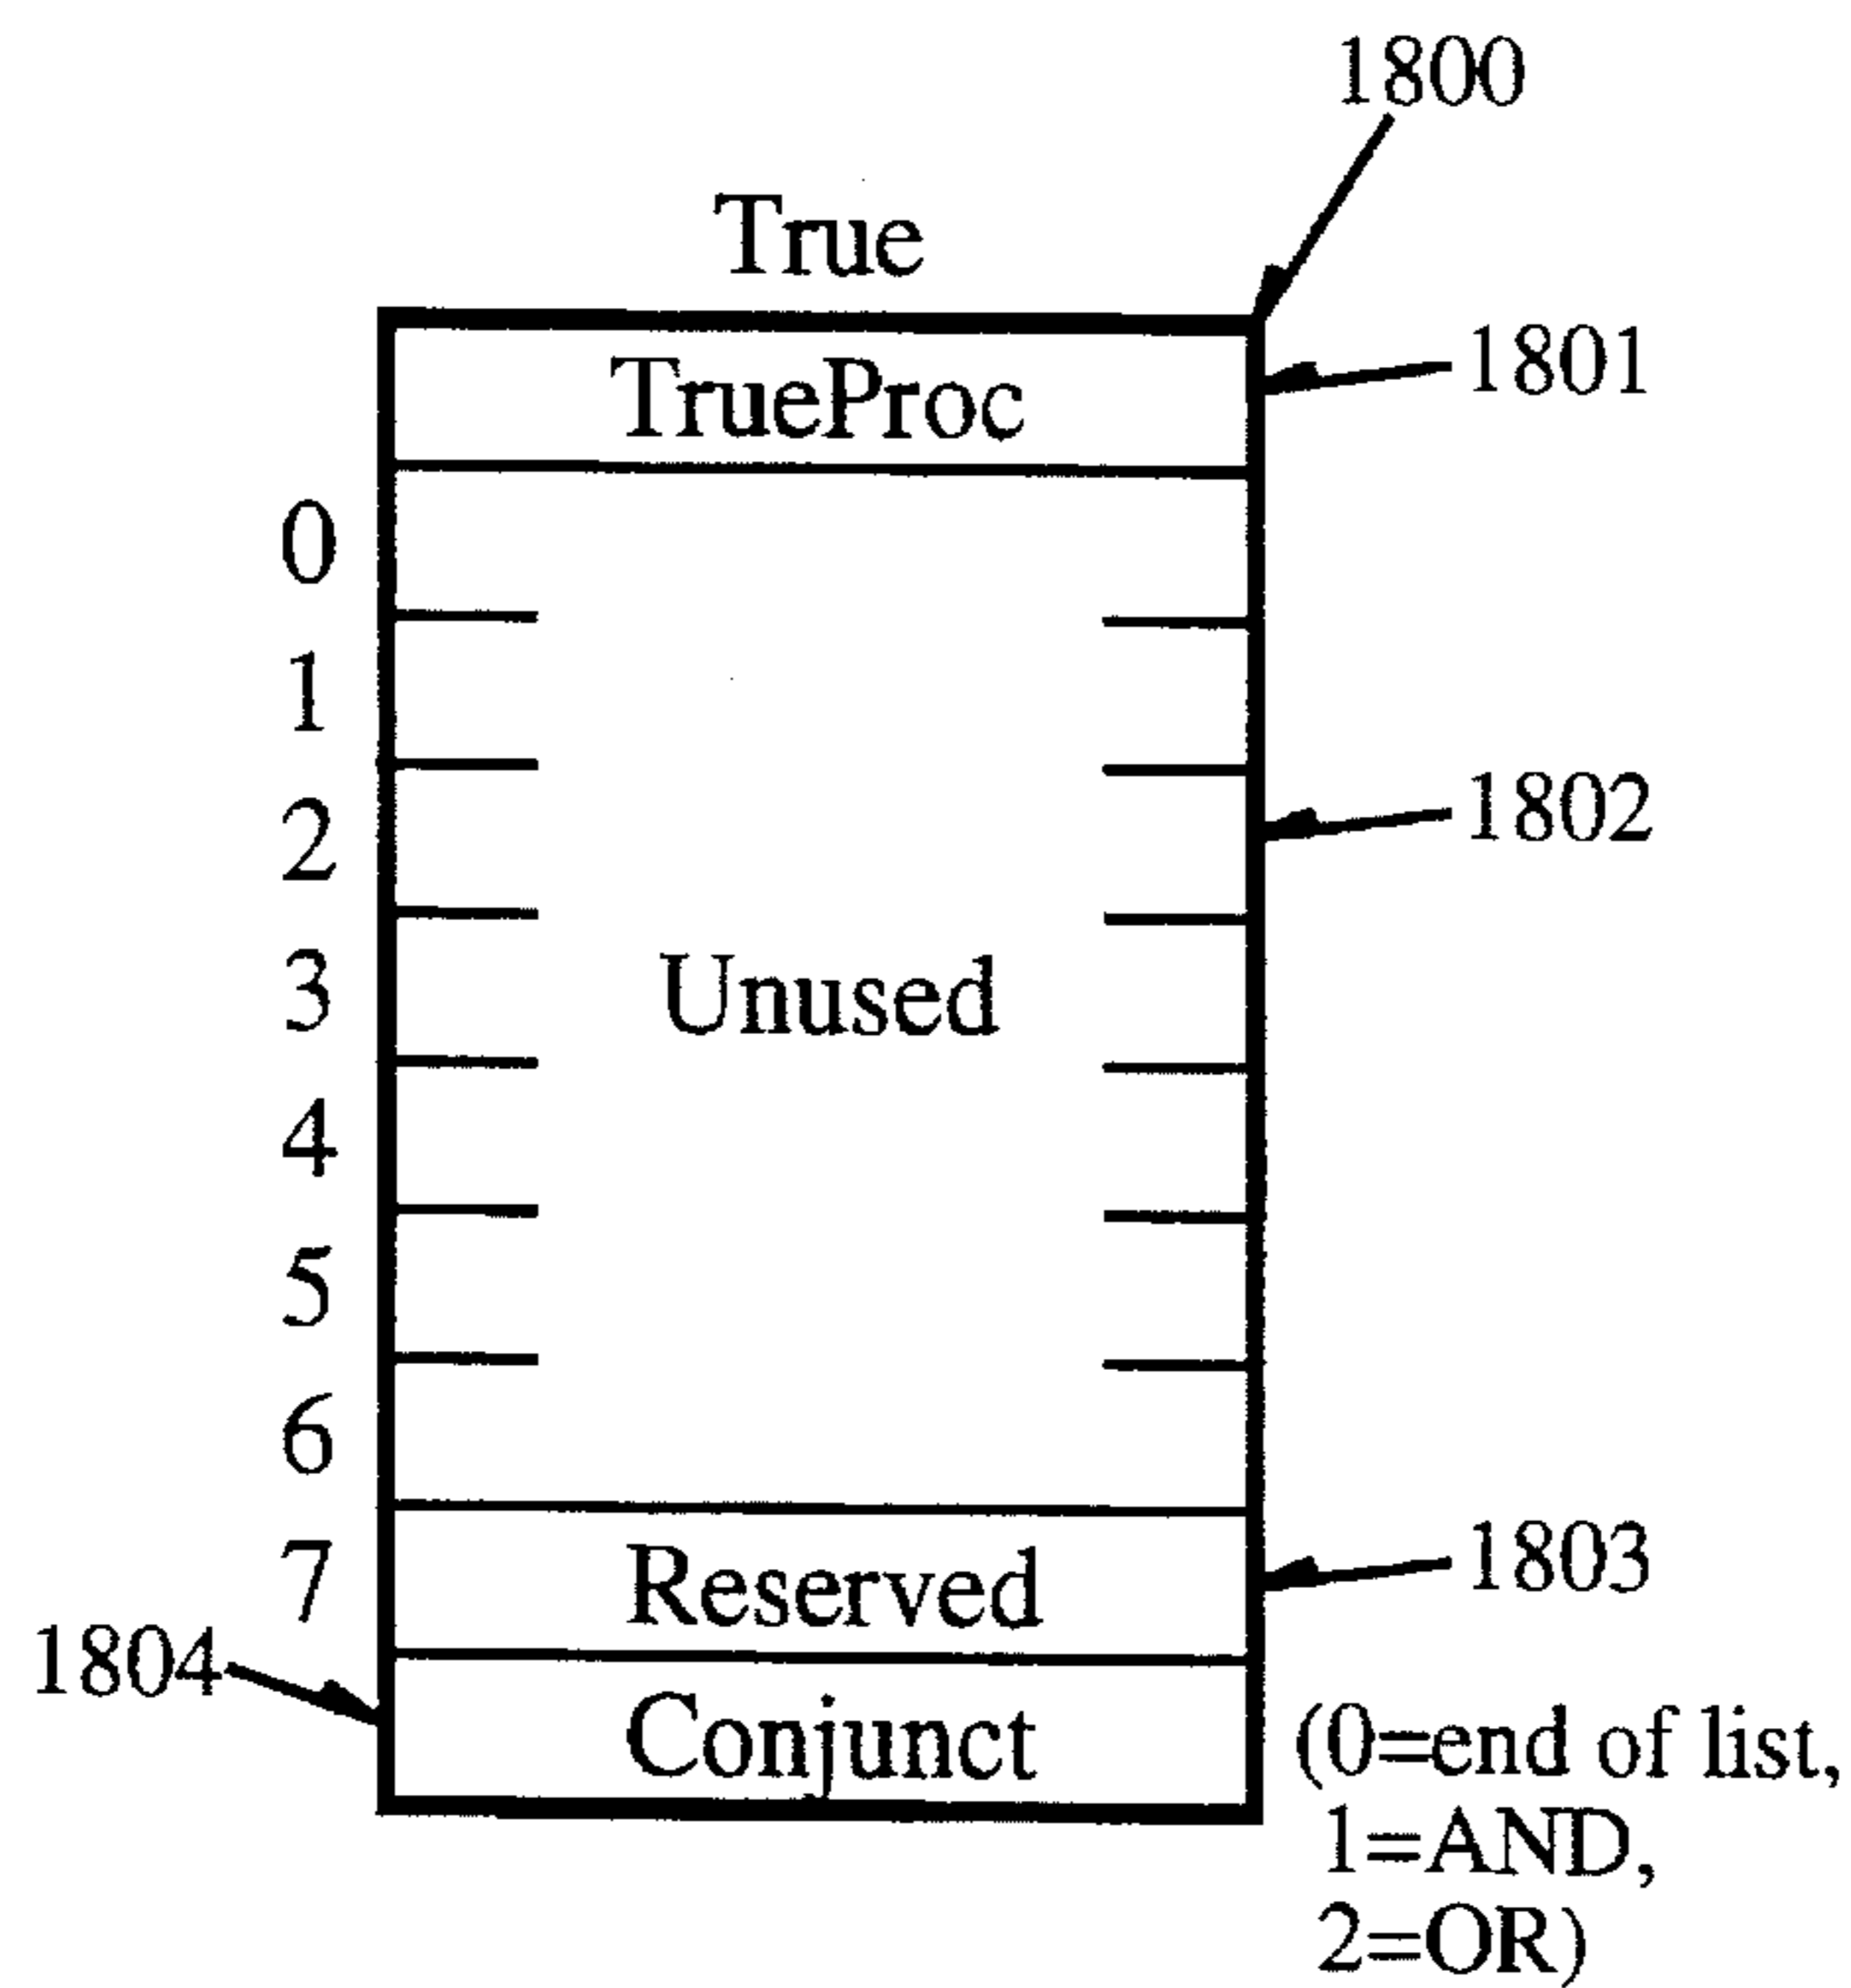 1800
True
TrueProc
1801
0
1
2
1802
3
Unused
4
5
6
7
Reserved
1803
1804
Conjunct
(0=end of list,
1=AND,
2=OR)